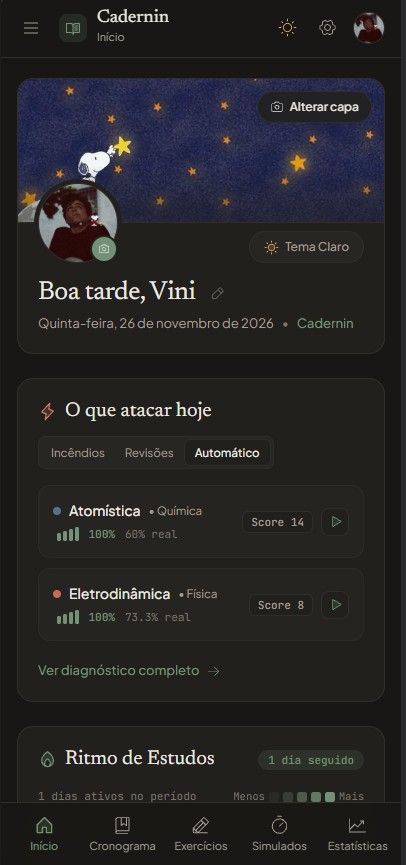 Cadernin
Início
Alterar capa
Tema Claro
Boa tarde, Vini
Quinta-feira, 26 de novembro de 2026 • Cadernin
O que atacar hoje
Incêndios Revisões Automático
Atomística • Química
100% 60% real
Score 14
Eletrodinâmica • Física
100% 73.3% real
Score 8
Ver diagnóstico completo →
Ritmo de Estudos
1 dia seguido
1 dias ativos no período
Menos Mais
Início Cronograma Exercícios Simulados Estatísticas